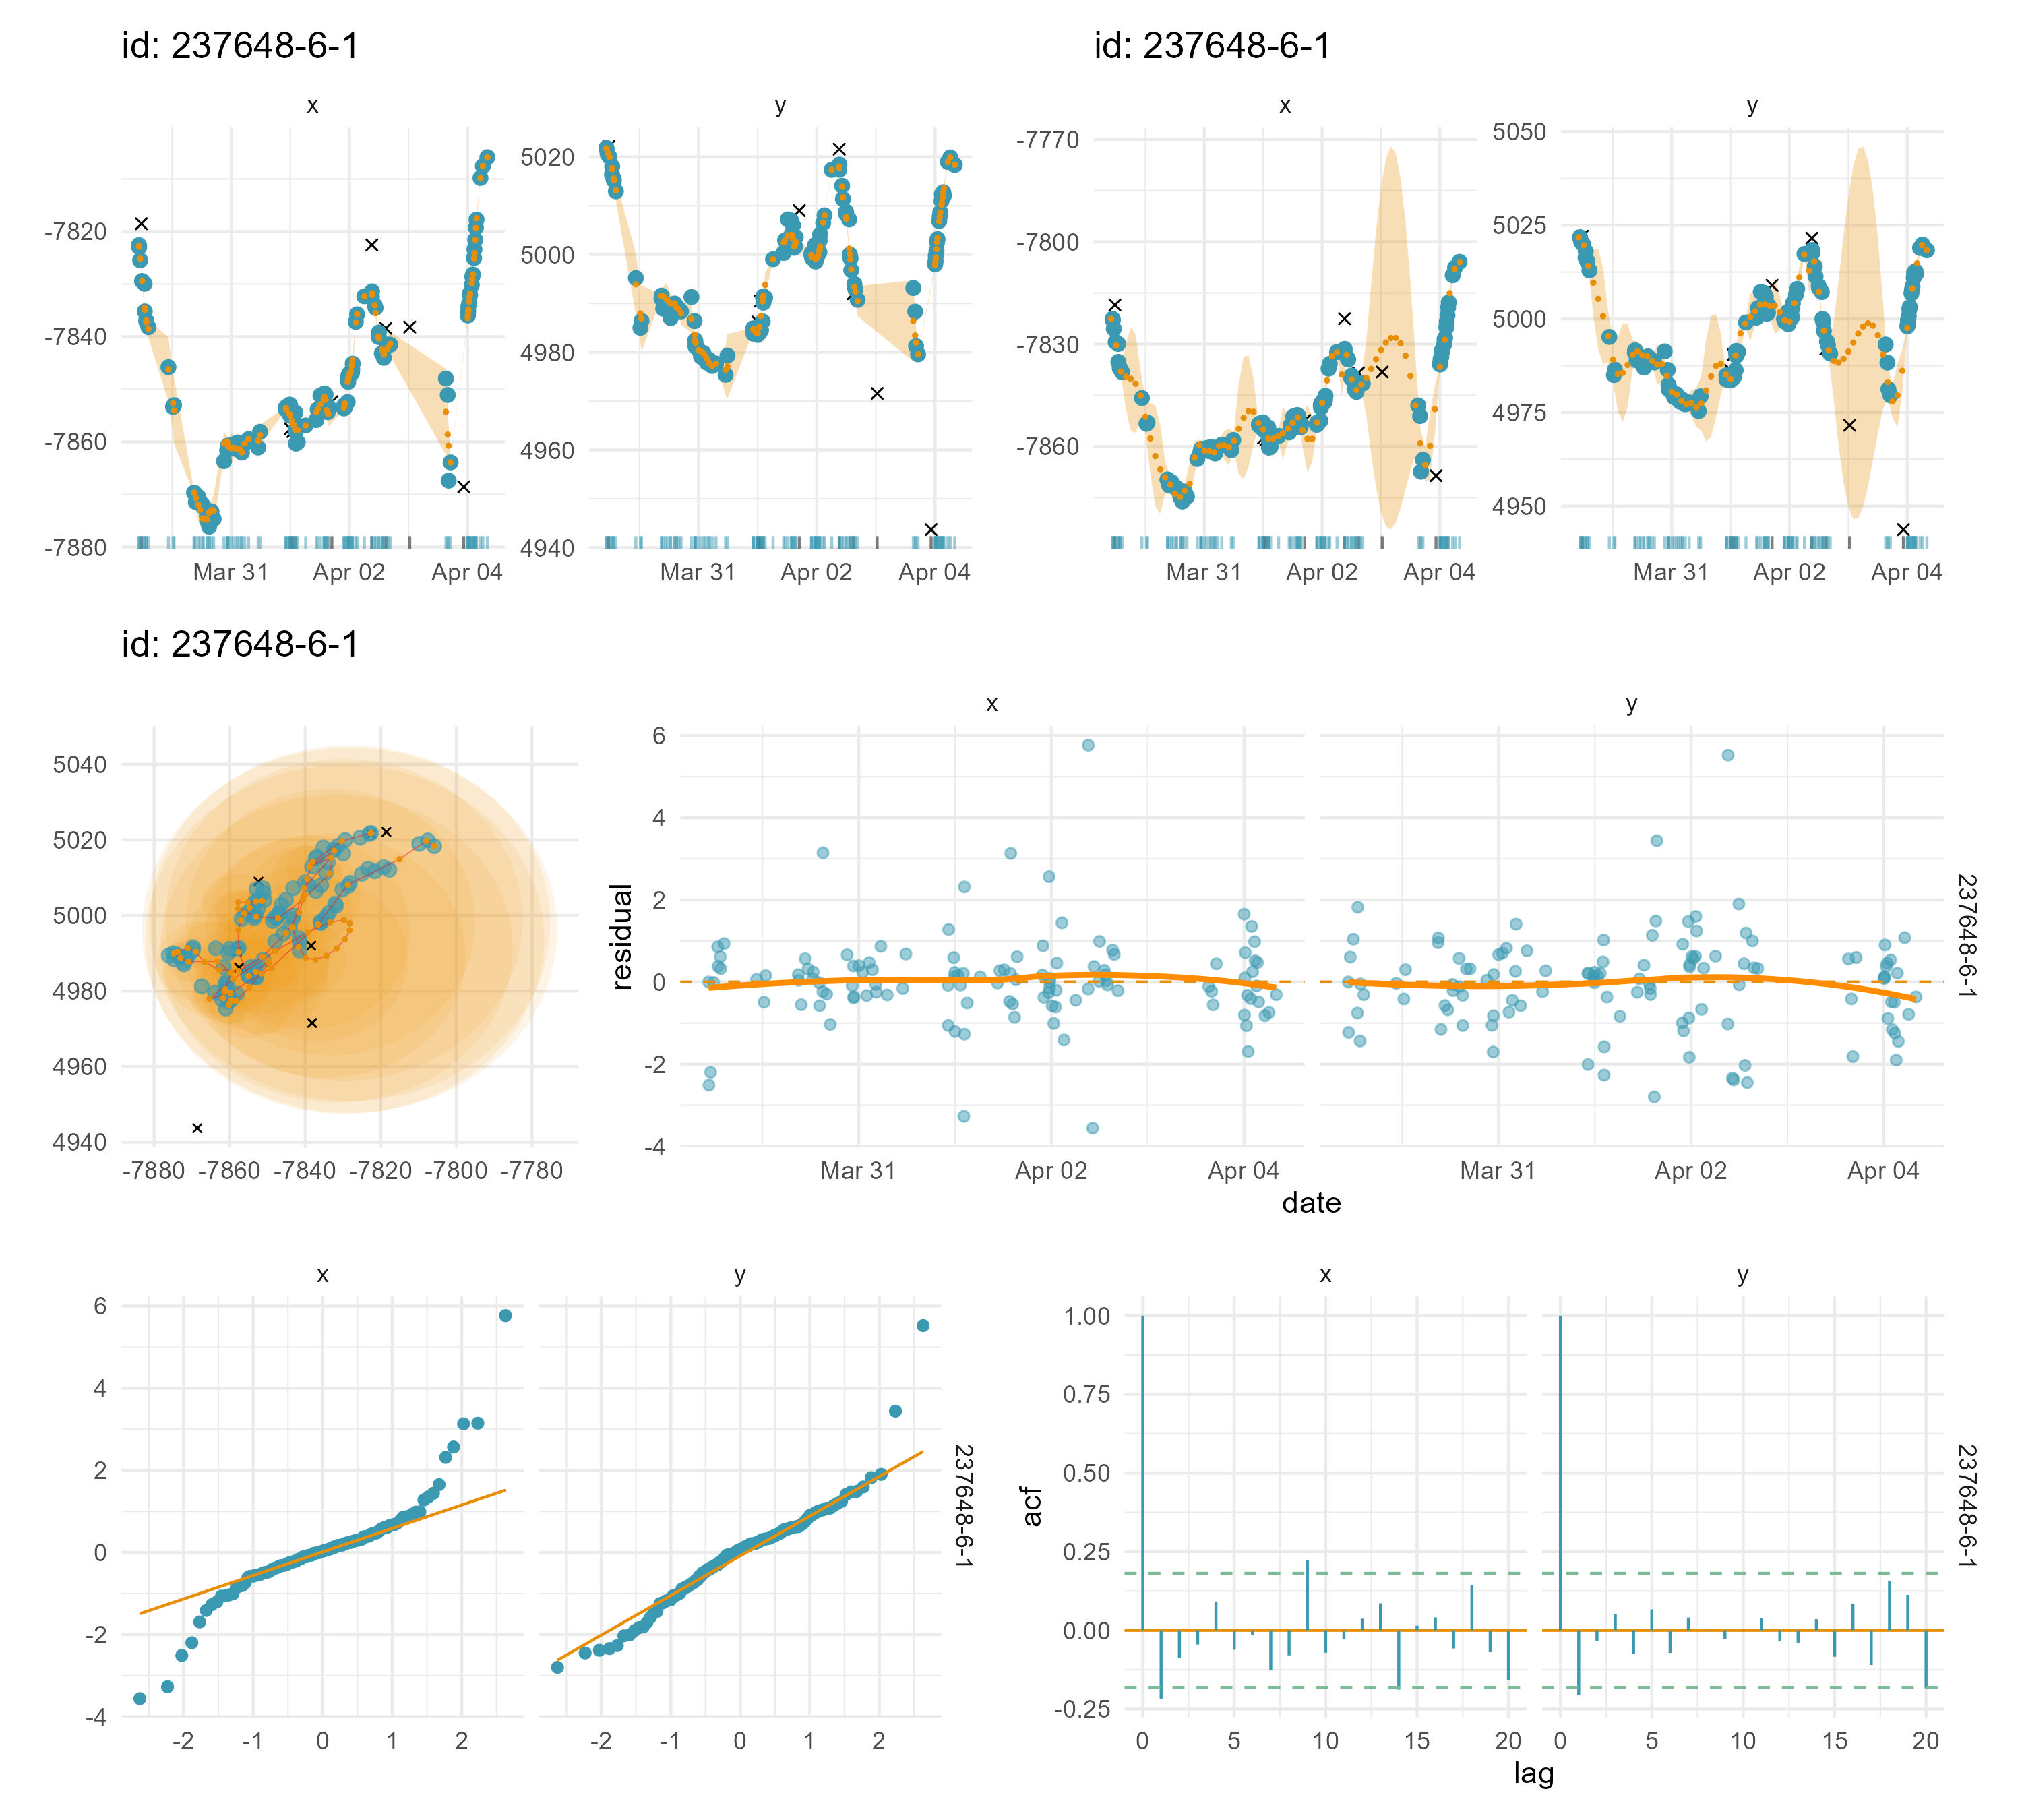 id: 237648-6-1
id: 237648-6-1
x
y
x
y
-7820
-7840
-7860
-7880
5020
5000
4980
4960
4940
-7770
-7800
-7830
-7860
5050
5025
5000
4975
4950
Mar 31 Apr 02 Apr 04
Mar 31 Apr 02 Apr 04
Mar 31 Apr 02 Apr 04
Mar 31 Apr 02 Apr 04
id: 237648-6-1
5040
5020
5000
4980
4960
4940
-7880 -7860 -7840 -7820 -7800 -7780
x
y
residual
6
4
2
0
-2
-4
Mar 31 Apr 02 Apr 04
Mar 31 Apr 02 Apr 04
date
237648-6-1
x
y
6
4
2
0
-2
-4
-2 -1 0 1 2
-2 -1 0 1 2
237648-6-1
x
y
acf
1.00
0.75
0.50
0.25
0.00
-0.25
0 5 10 15 20
0 5 10 15 20
lag
237648-6-1